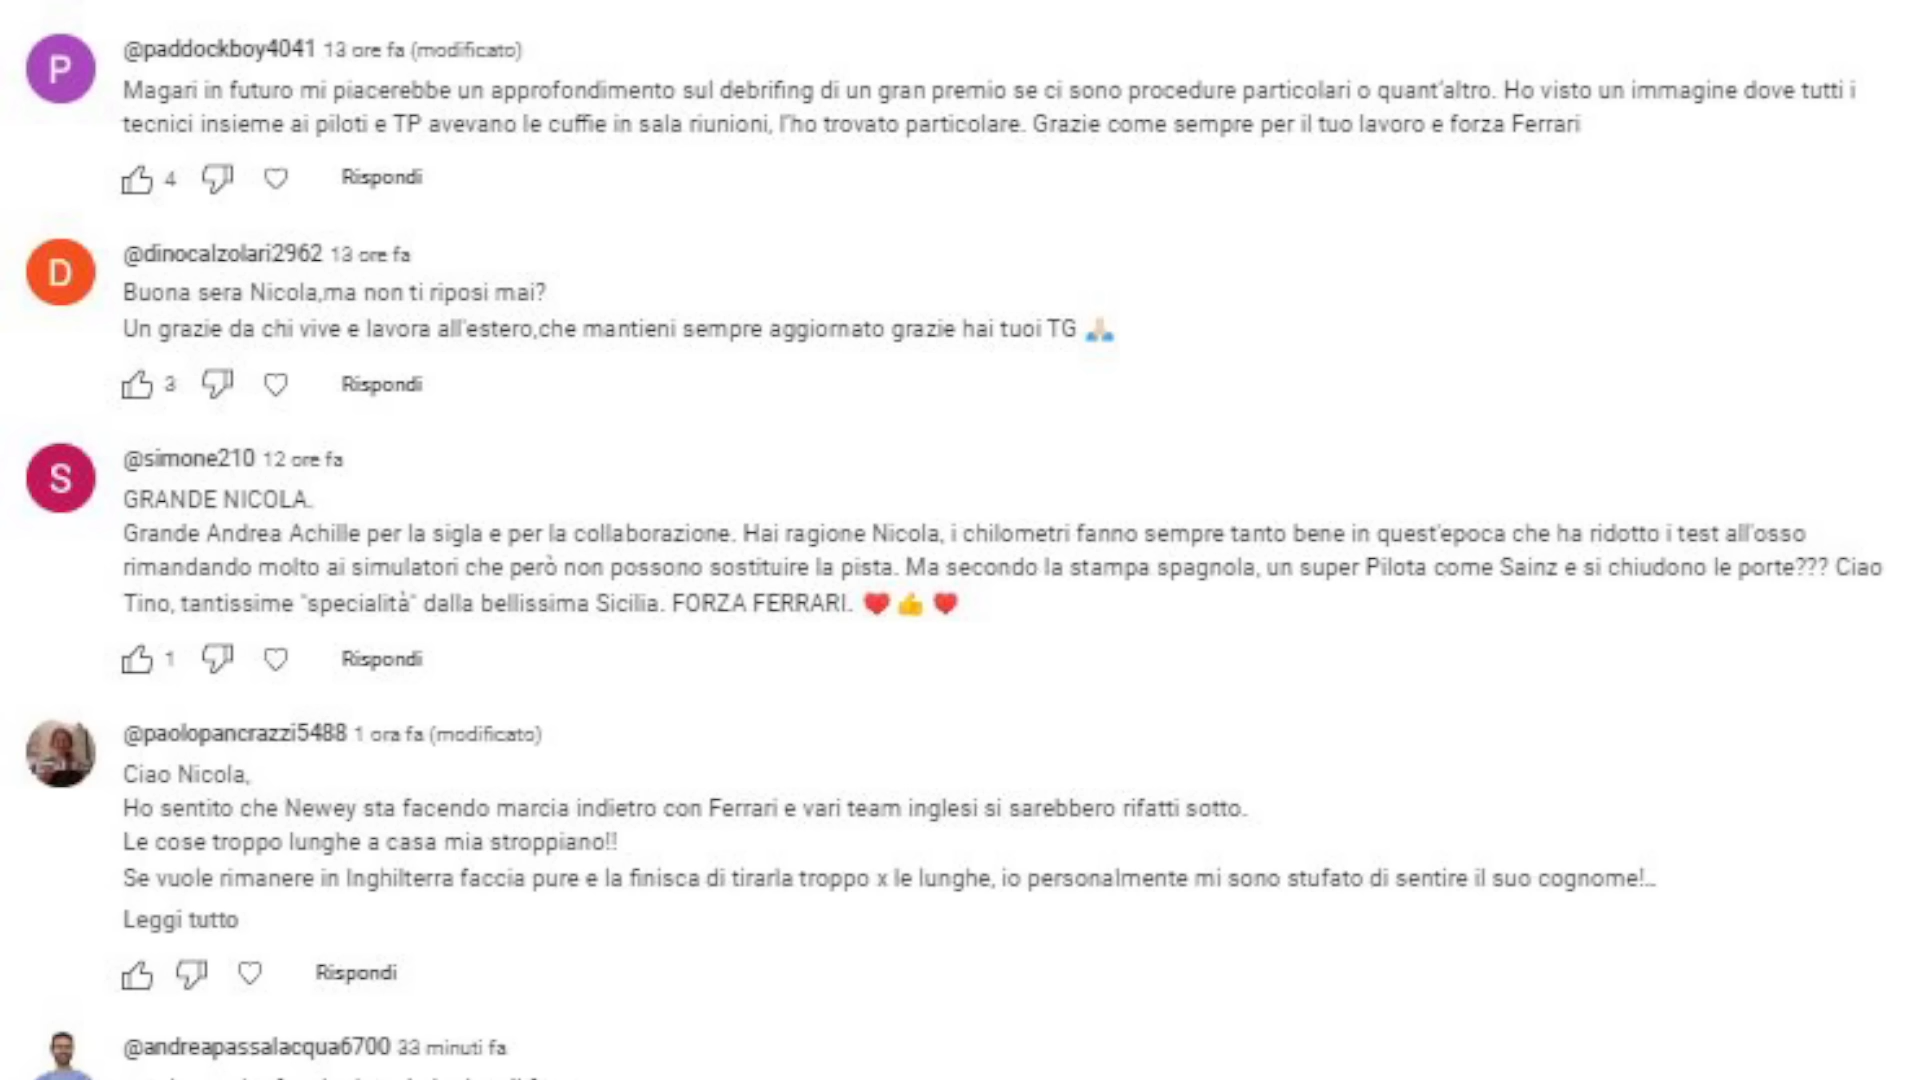 P
@paddockboy4041 13 ore fa (modificato)
Magari in futuro mi piacerebbe un approfondimento sul debrifing di un gran premio se ci sono procedure particolari o quant'altro. Ho visto un immagine dove tutti i
tecnici insieme ai piloti e TP avevano le cuffie in sala riunioni, l'ho trovato particolare. Grazie come sempre per il tuo lavoro e forza Ferrari
4 Rispondi
D
@dinocalzolari2962 13 ore fa
Buona sera Nicola,ma non ti riposi mai?
Un grazie da chi vive e lavora all'estero,che mantieni sempre aggiornato grazie hai tuoi TG 🙏🏻
3 Rispondi
S
@simone210 12 ore fa
GRANDE NICOLA.
Grande Andrea Achille per la sigla e per la collaborazione. Hai ragione Nicola, i chilometri fanno sempre tanto bene in quest'epoca che ha ridotto i test all'osso
rimandando molto ai simulatori che però non possono sostituire la pista. Ma secondo la stampa spagnola, un super Pilota come Sainz e si chiudono le porte??? Ciao
Tino, tantissime "specialità" dalla bellissima Sicilia. FORZA FERRARI. ❤️👍❤️
1 Rispondi
@paolopancrazzi5488 1 ora fa (modificato)
Ciao Nicola,
Ho sentito che Newey sta facendo marcia indietro con Ferrari e vari team inglesi si sarebbero rifatti sotto.
Le cose troppo lunghe a casa mia stroppiano!!
Se vuole rimanere in Inghilterra faccia pure e la finisca di tirarla troppo x le lunghe, io personalmente mi sono stufato di sentire il suo cognome!…
Leggi tutto
Rispondi
@andreapassalacqua6700 33 minuti fa